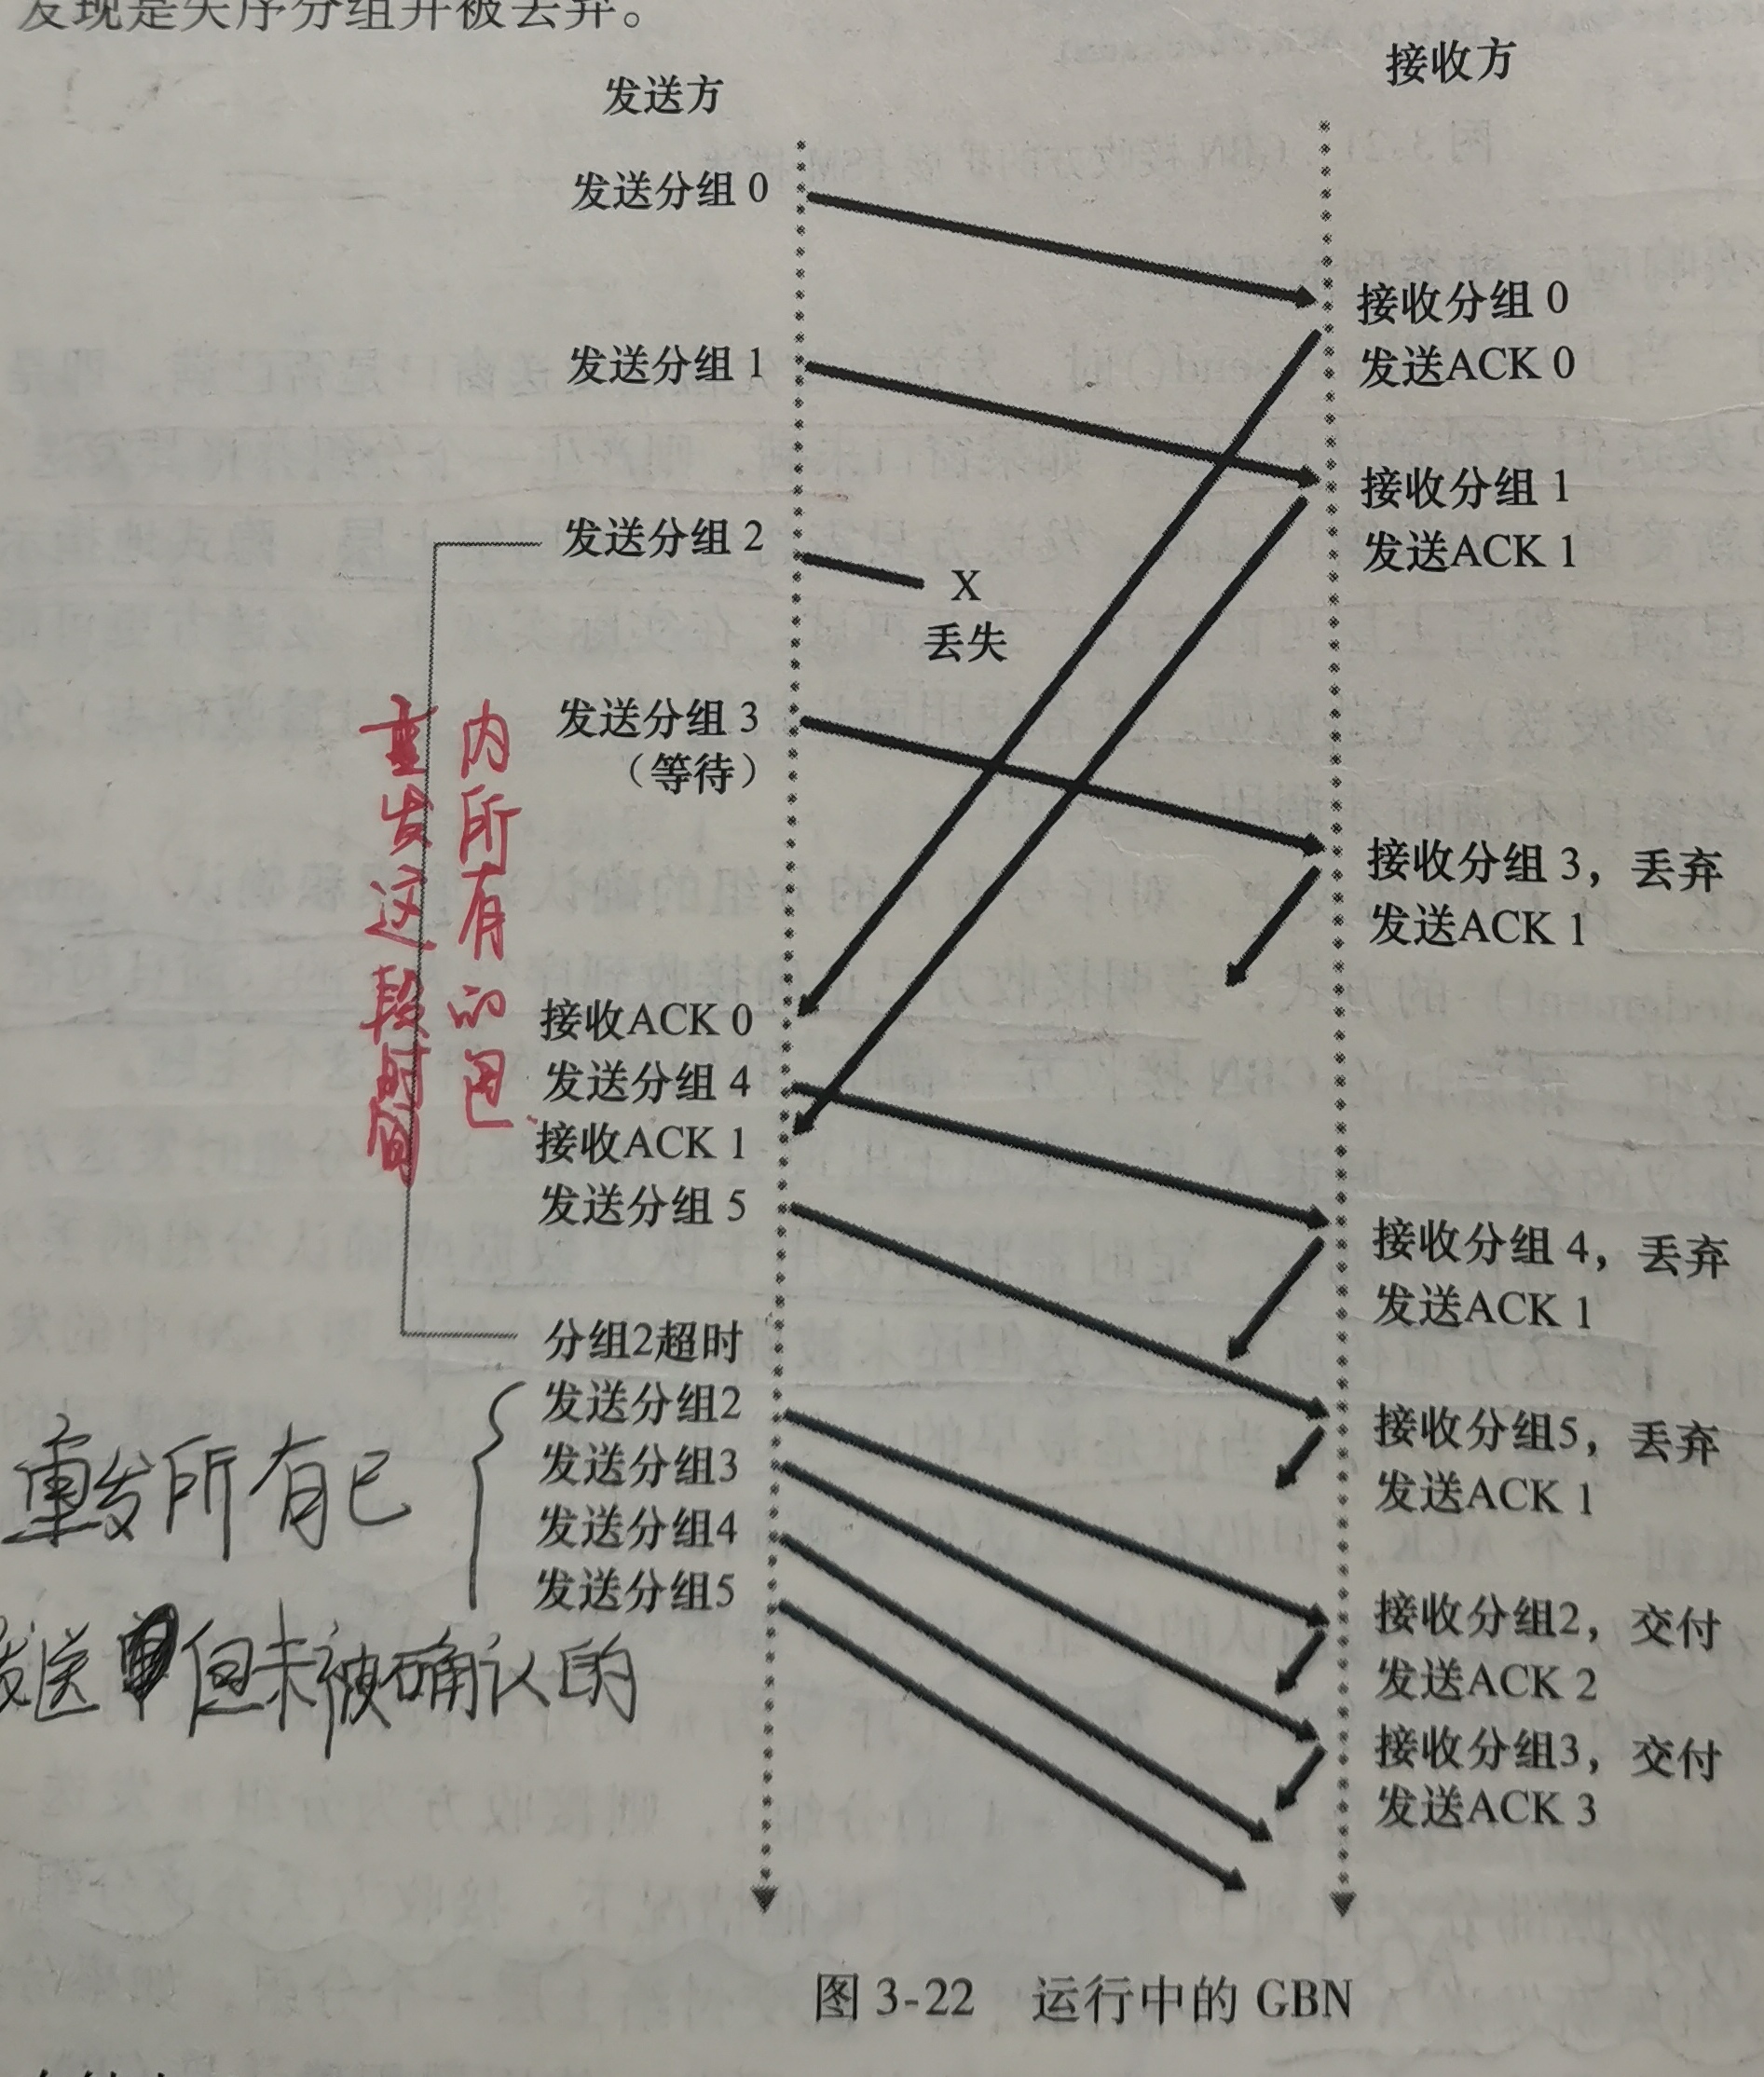 发现是失序分组并被丢弃。
发送方
接收方
发送分组 0
接收分组 0
发送ACK 0
发送分组 1
接收分组 1
发送ACK 1
发送分组 2
X
丢失
发送分组 3
（等待）
接收分组 3，丢弃
发送ACK 1
重发这段时间
内所有的包
接收ACK 0
发送分组 4
接收ACK 1
发送分组 5
接收分组 4，丢弃
发送ACK 1
分组2超时
发送分组2
发送分组3
发送分组4
发送分组5
接收分组5，丢弃
发送ACK 1
重发所有已
发送但未被确认的
接收分组2，交付
发送ACK 2
接收分组3，交付
发送ACK 3
图 3-22 运行中的 GBN